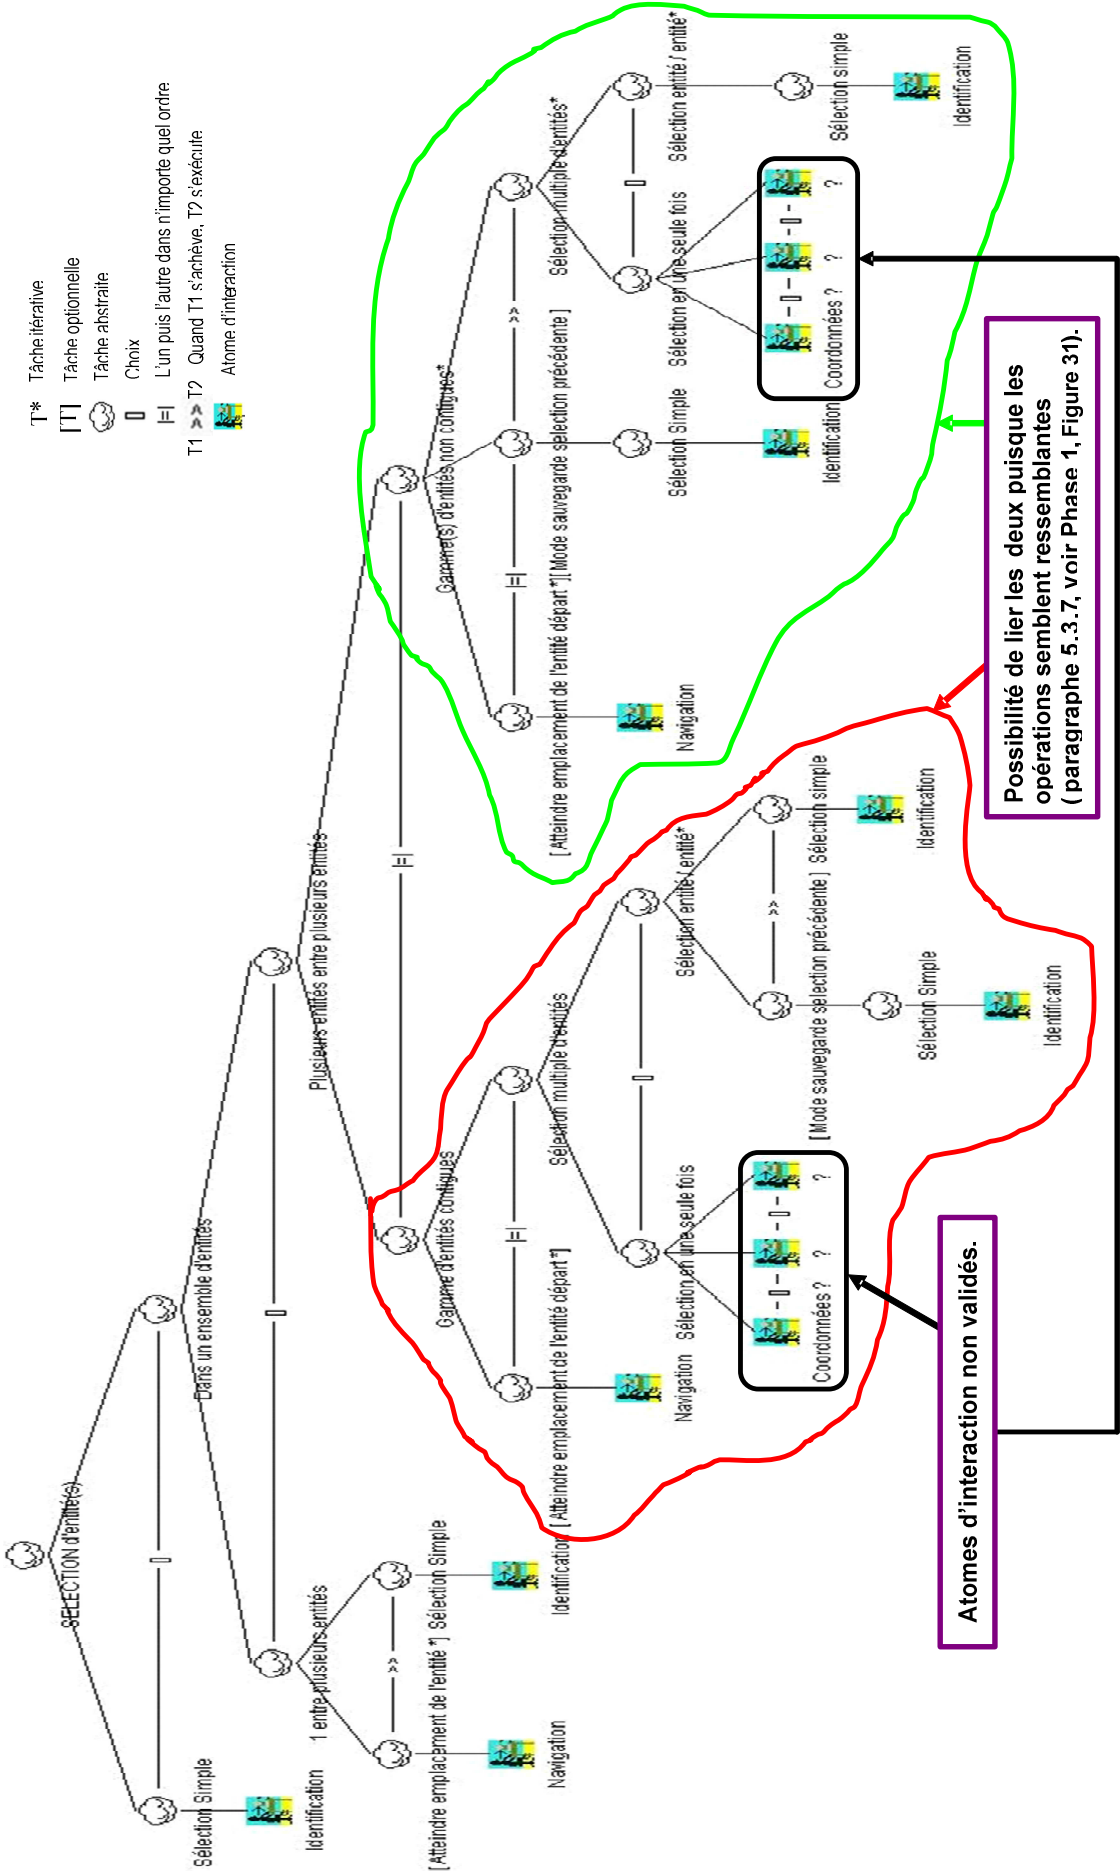 T* Tâche itérative
[T] Tâche optionnelle
Tâche abstraite
[] Choix
|=| L'un puis l'autre dans n'importe quel ordre
T1 >> T2 Quand T1 s'achève, T2 s'exécute
Atome d'interaction
SELECTION d'entité(s)
[]
Sélection Simple
Dans un ensemble d'entités
Identification
[]
1 entre plusieurs entités
Plusieurs entités entre plusieurs entités
>>
|=|
[Atteindre emplacement de l'entité *] Sélection Simple
Gamme d'entités contigues
Gamme(s) d'entités non contigues*
Navigation
Identification
|=|
|=|
>>
[Atteindre emplacement de l'entité départ *]
Sélection multiple d'entités
[Atteindre emplacement de l'entité départ *] [Mode sauvegarde sélection précédente]
Sélection multiple d'entités*
Navigation
Sélection en une seule fois
[]
Sélection entité / entité*
Navigation
Sélection Simple
Sélection en une seule fois
[]
Sélection entité / entité*
- [] -
- [] -
>>
Coordonnées ? ? ?
[Mode sauvegarde sélection précédente] Sélection simple
Identification
- [] -
- [] -
Coordonnées ? ? ?
Sélection simple
Sélection Simple
Identification
Identification
Identification
Atomes d'interaction non validés.
Possibilité de lier les deux puisque les
opérations semblent ressemblantes
( paragraphe 5.3.7, voir Phase 1, Figure 31).